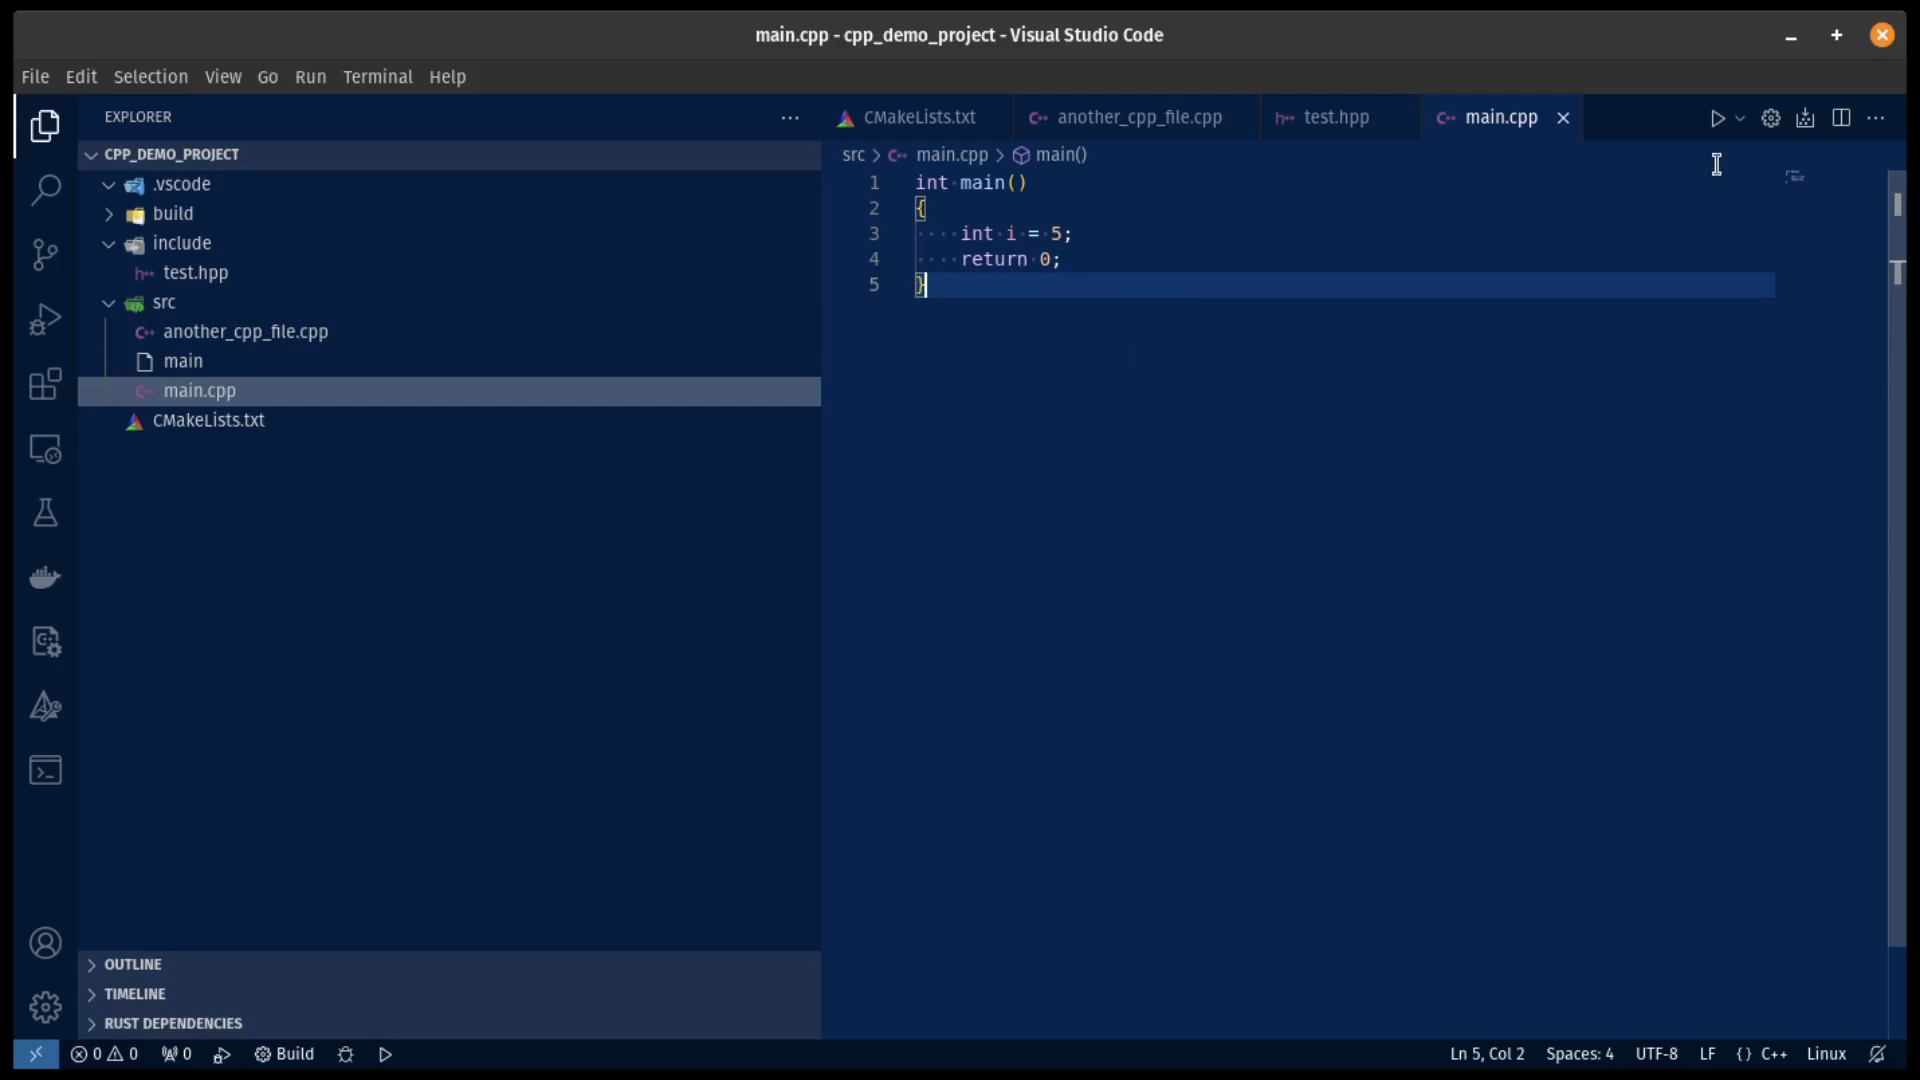 main.cpp - cpp_demo_project - Visual Studio Code
File Edit Selection View Go Run Terminal Help
EXPLORER
CPP_DEMO_PROJECT
.vscode
build
include
test.hpp
src
another_cpp_file.cpp
main
main.cpp
CMakeLists.txt
OUTLINE
TIMELINE
RUST DEPENDENCIES
CMakeLists.txt another_cpp_file.cpp test.hpp main.cpp
src > main.cpp > main()
1 int main()
2 {
3 int i = 5;
4 return 0;
5 }
0 0 0 Build Ln 5, Col 2 Spaces: 4 UTF-8 LF {} C++ Linux